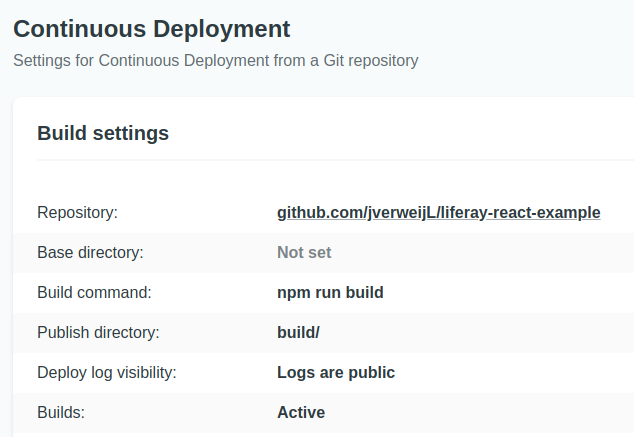 Continuous Deployment
Settings for Continuous Deployment from a Git repository
Build settings
Repository: github.com/jverweijL/liferay-react-example
Base directory: Not set
Build command: npm run build
Publish directory: build/
Deploy log visibility: Logs are public
Builds: Active